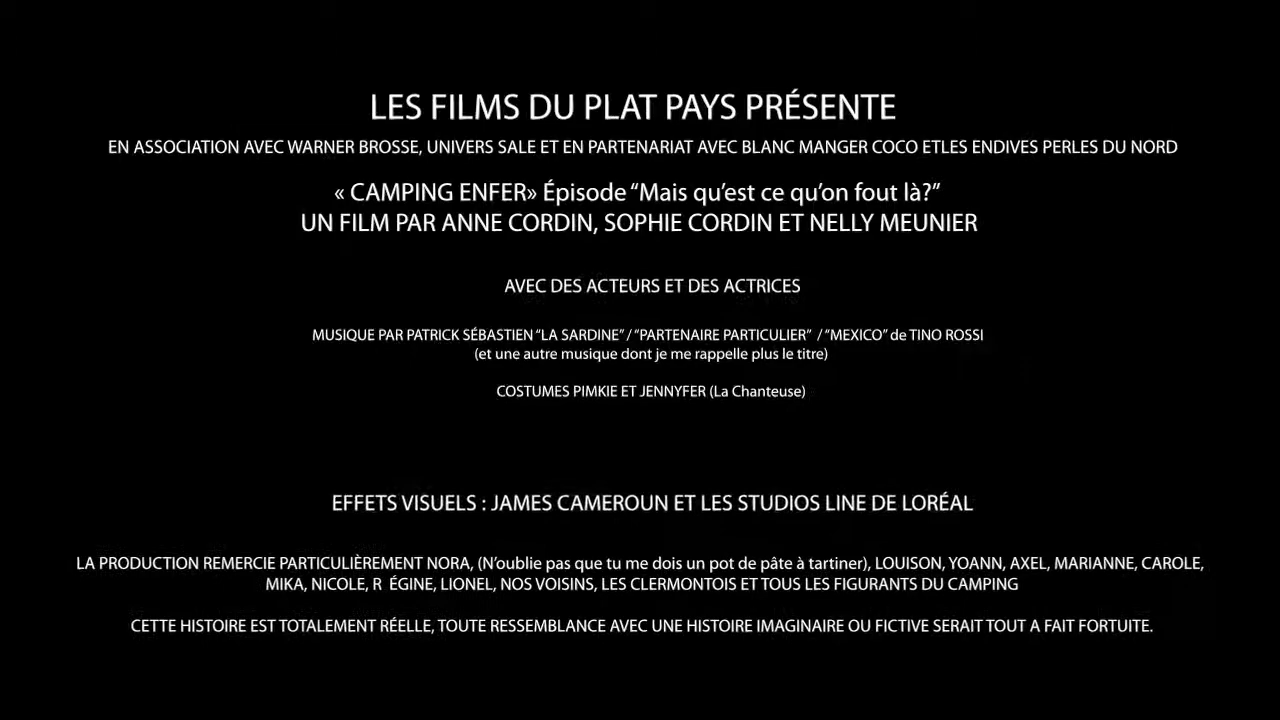 LES FILMS DU PLAT PAYS PRÉSENTE
EN ASSOCIATION AVEC WARNER BROSSE, UNIVERS SALE ET EN PARTENARIAT AVEC BLANC MANGER COCO ETLES ENDIVES PERLES DU NORD
« CAMPING ENFER» Épisode “Mais qu’est ce qu’on fout là?”
UN FILM PAR ANNE CORDIN, SOPHIE CORDIN ET NELLY MEUNIER
AVEC DES ACTEURS ET DES ACTRICES
MUSIQUE PAR PATRICK SÉBASTIEN “LA SARDINE” / “PARTENAIRE PARTICULIER” / “MEXICO” de TINO ROSSI
(et une autre musique dont je me rappelle plus le titre)
COSTUMES PIMKIE ET JENNYFER (La Chanteuse)
EFFETS VISUELS : JAMES CAMEROUN ET LES STUDIOS LINE DE LORÉAL
LA PRODUCTION REMERCIE PARTICULIÈREMENT NORA, (N’oublie pas que tu me dois un pot de pâte à tartiner), LOUISON, YOANN, AXEL, MARIANNE, CAROLE,
MIKA, NICOLE, R ÉGINE, LIONEL, NOS VOISINS, LES CLERMONTOIS ET TOUS LES FIGURANTS DU CAMPING
CETTE HISTOIRE EST TOTALEMENT RÉELLE, TOUTE RESSEMBLANCE AVEC UNE HISTOIRE IMAGINAIRE OU FICTIVE SERAIT TOUT A FAIT FORTUITE.